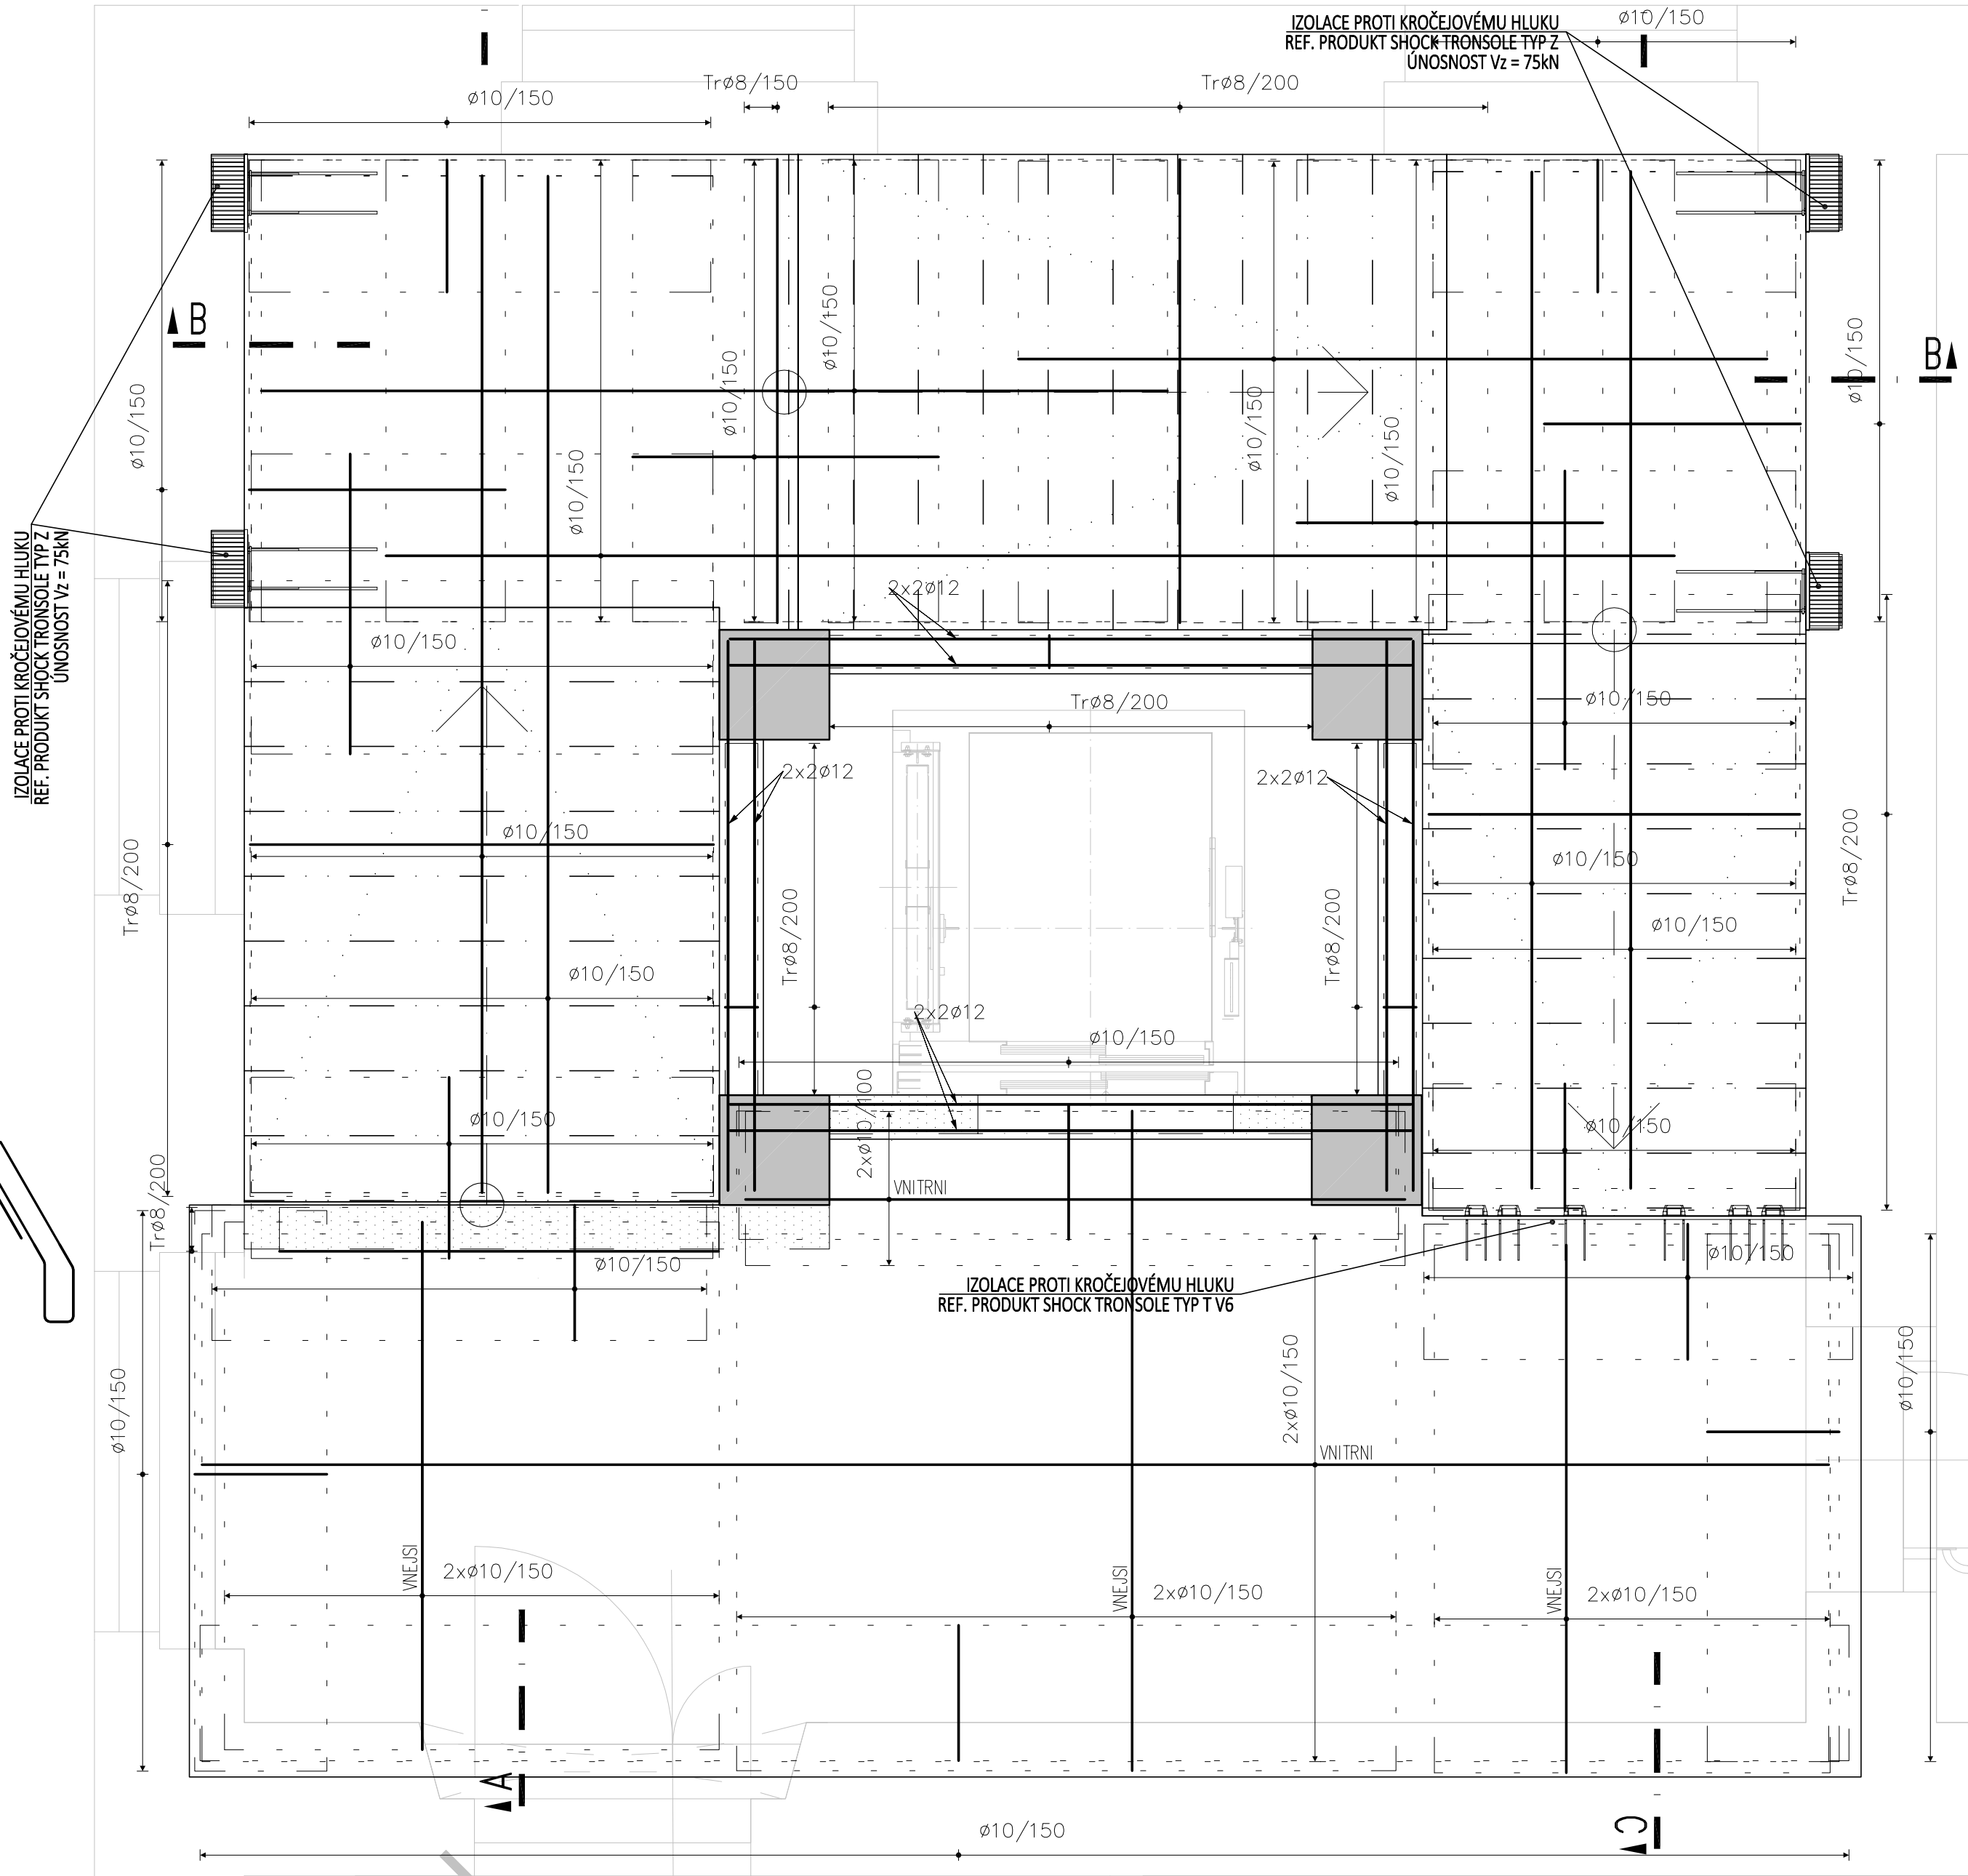 IZOLACE PROTI KROČEJOVÉMU HLUKU
REF. PRODUKT SHOCK TRONSOLE TYP Z
ÚNOSNOST Vz = 75kN
ø10/150
Trø8/150
Trø8/200
ø10/150
B
B
ø10/150
ø10/150
ø10/150
ø10/150
ø10/150
ø10/150
ø10/150
IZOLACE PROTI KROČEJOVÉMU HLUKU
REF. PRODUKT SHOCK TRONSOLE TYP Z
ÚNOSNOST Vz = 75kN
2x2ø12
ø10/150
ø10/150
Trø8/200
2x2ø12
2x2ø12
ø10/150
ø10/150
Trø8/200
Trø8/200
Trø8/200
Trø8/200
ø10/150
ø10/150
2x2ø12
ø10/150
2xø10/100
ø10/150
ø10/150
VNITRNI
Trø8/200
ø10/150
ø10/150
IZOLACE PROTI KROČEJOVÉMU HLUKU
REF. PRODUKT SHOCK TRONSOLE TYP T V6
ø10/150
2xø10/150
ø10/150
VNITRNI
VNEJSI
2xø10/150
VNEJSI
2xø10/150
VNEJSI
2xø10/150
A
C
ø10/150